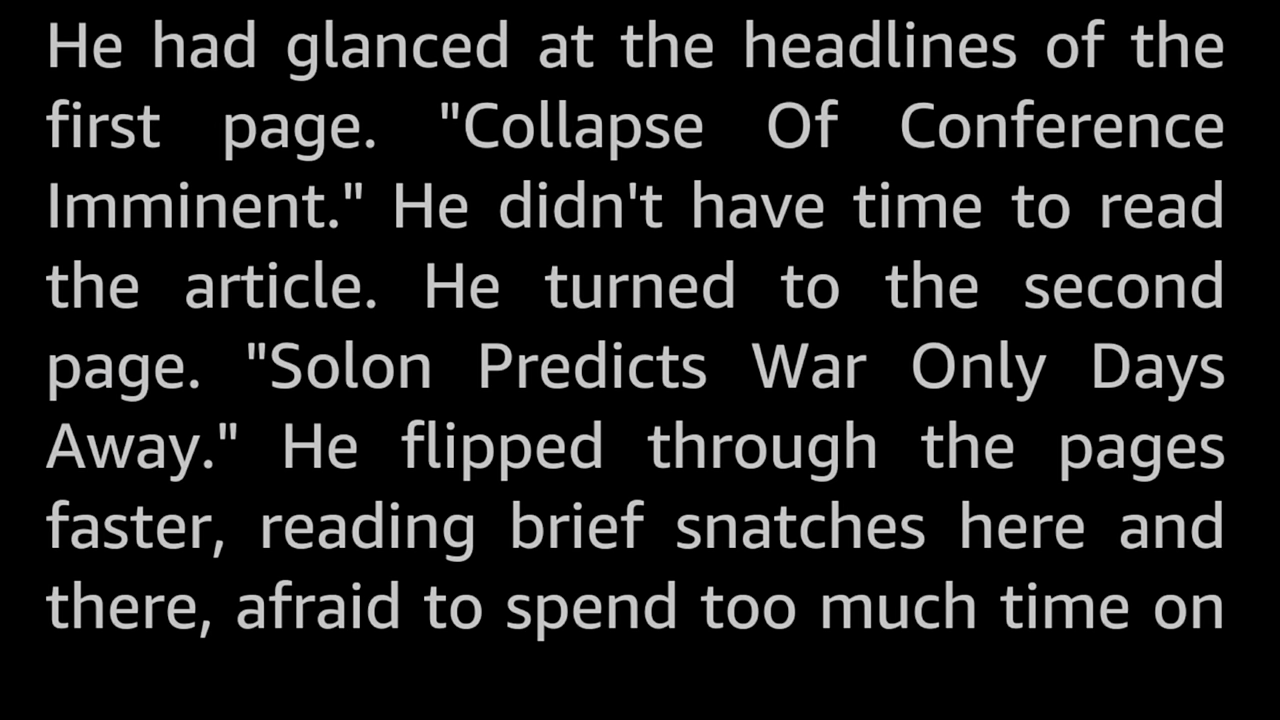 He had glanced at the headlines of the
first page. "Collapse Of Conference
Imminent." He didn't have time to read
the article. He turned to the second
page. "Solon Predicts War Only Days
Away." He flipped through the pages
faster, reading brief snatches here and
there, afraid to spend too much time on